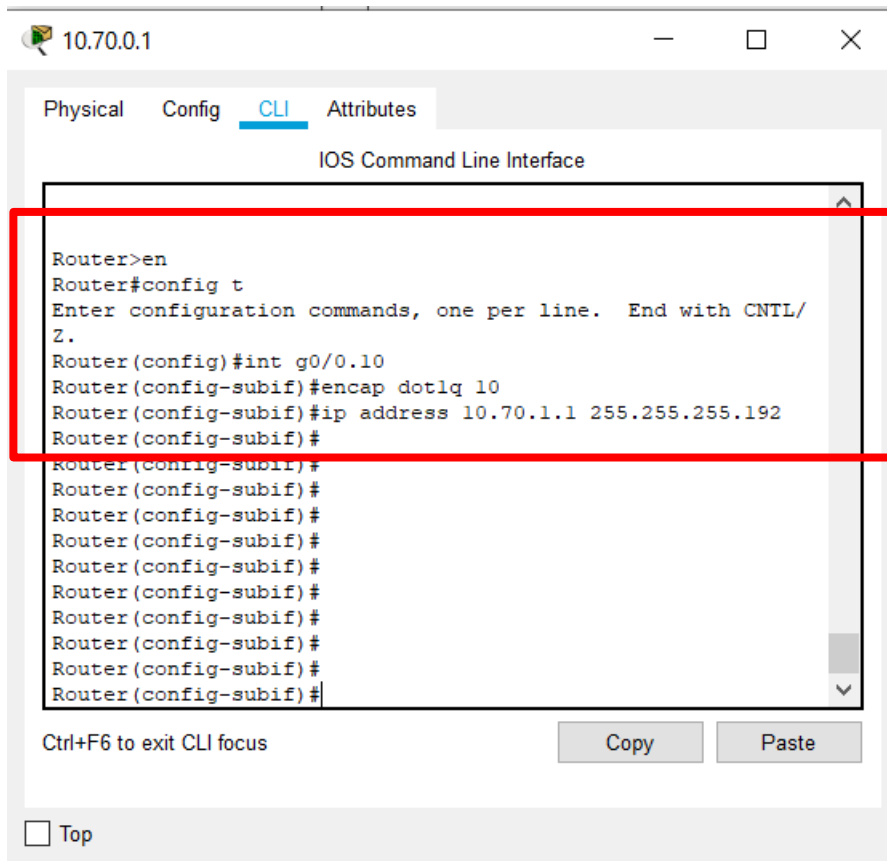 10.70.0.1
Physical Config CLI Attributes
IOS Command Line Interface
Router>en
Router#config t
Enter configuration commands, one per line.  End with CNTL/
Z.
Router(config)#int g0/0.10
Router(config-subif)#encap dot1q 10
Router(config-subif)#ip address 10.70.1.1 255.255.255.192
Router(config-subif)#
Router(config-subif)#
Router(config-subif)#
Router(config-subif)#
Router(config-subif)#
Router(config-subif)#
Router(config-subif)#
Router(config-subif)#
Router(config-subif)#
Router(config-subif)#
Router(config-subif)#
Ctrl+F6 to exit CLI focus Copy Paste
Top